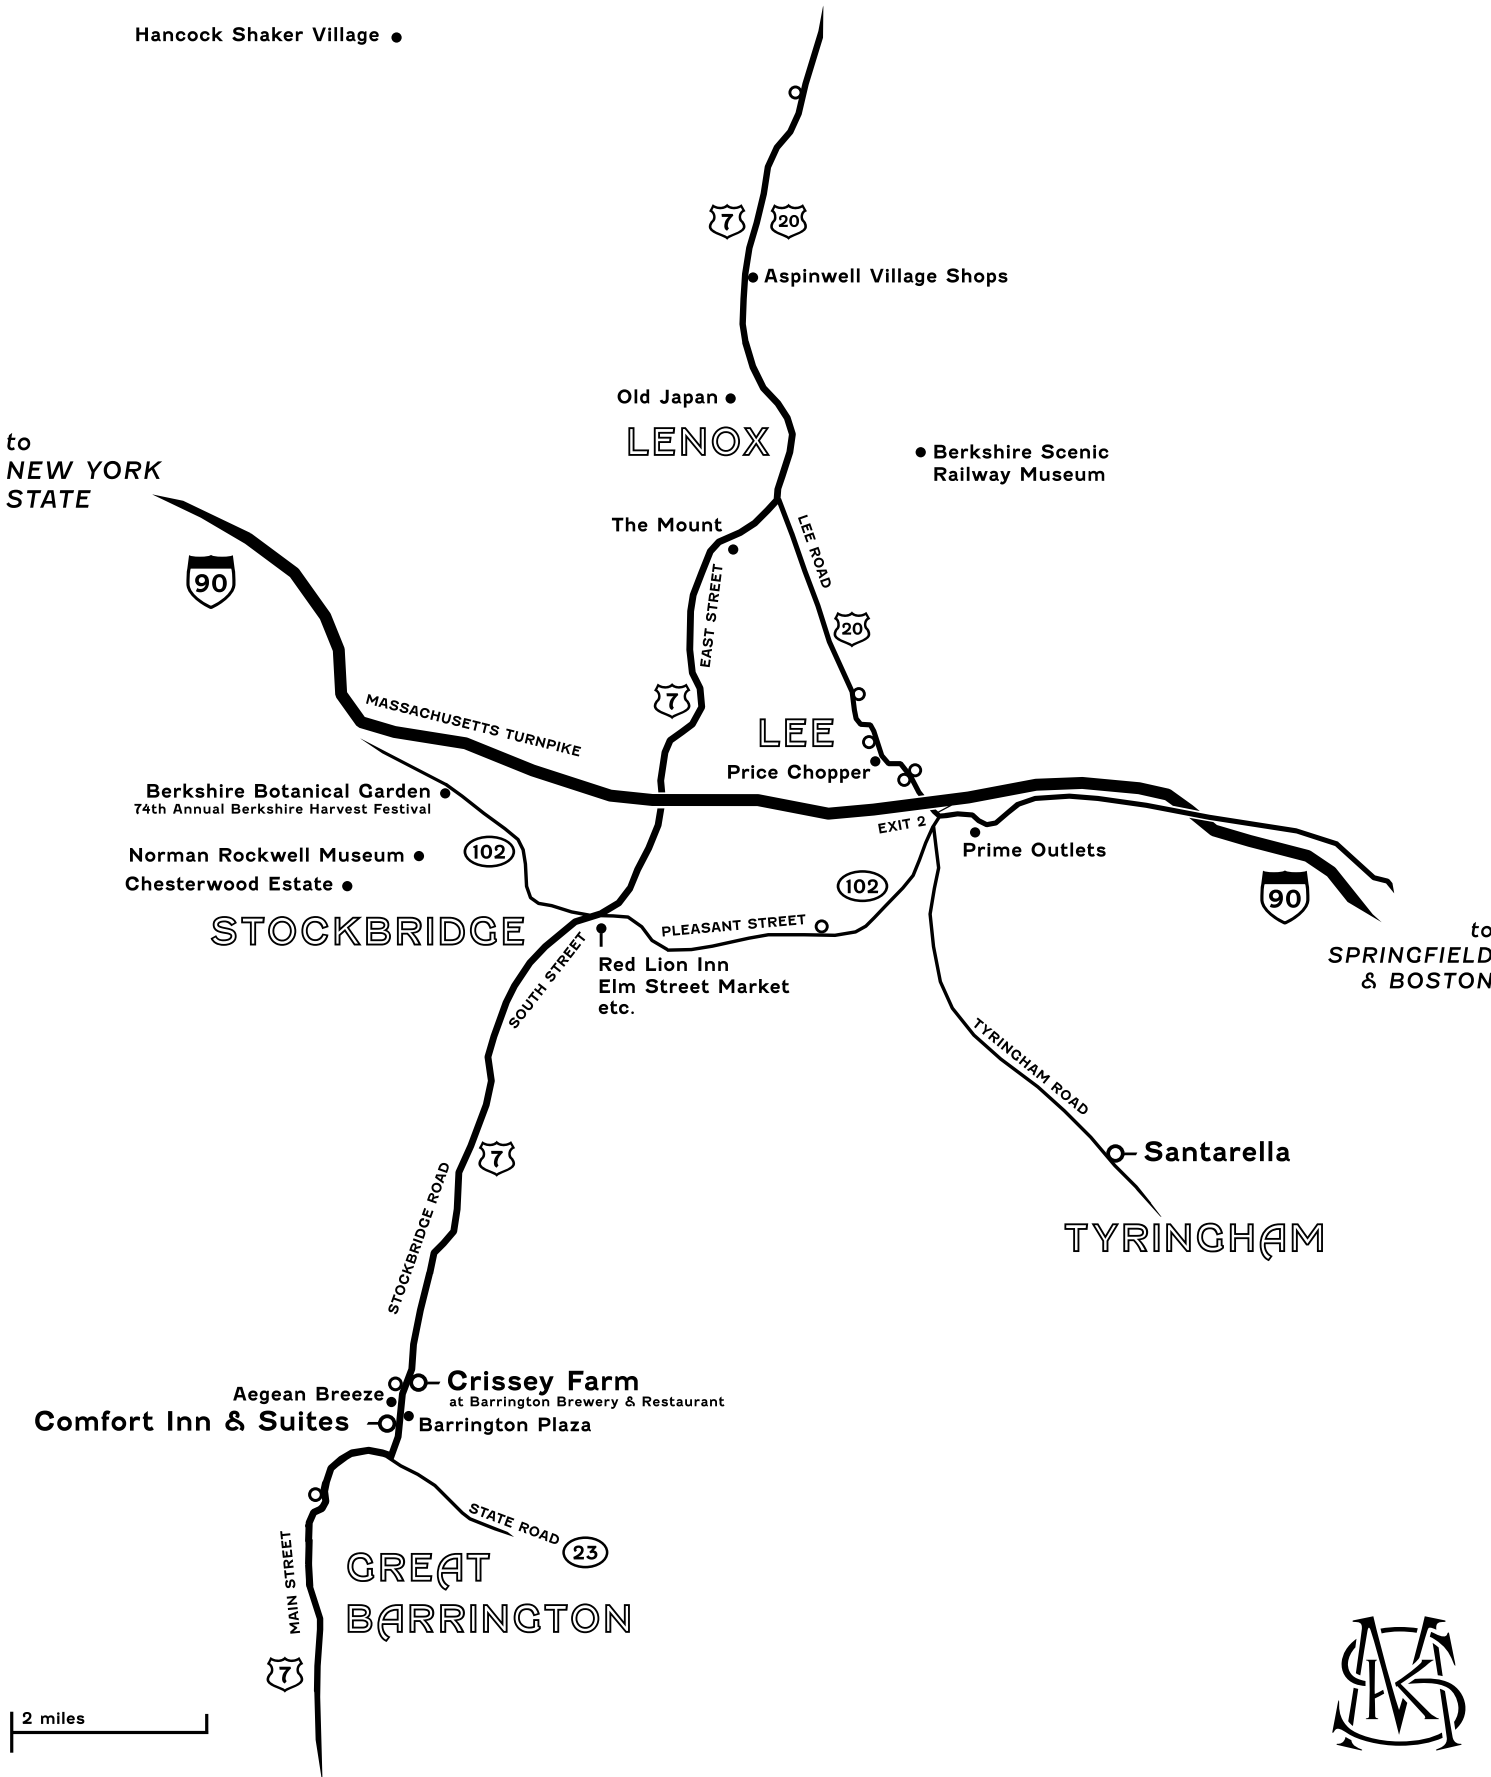 Hancock Shaker Village
7
20
Aspinwell Village Shops
Old Japan
LENOX
to
NEW YORK
STATE
Berkshire Scenic
Railway Museum
The Mount
LEE ROAD
90
EAST STREET
20
7
MASSACHUSETTS TURNPIKE
LEE
Price Chopper
Berkshire Botanical Garden
74th Annual Berkshire Harvest Festival
EXIT 2
102
Norman Rockwell Museum
Prime Outlets
Chesterwood Estate
102
90
STOCKBRIDGE
PLEASANT STREET
to
SPRINGFIELD
& BOSTON
SOUTH STREET
Red Lion Inn
Elm Street Market
etc.
TYRINGHAM ROAD
7
Santarella
STOCKBRIDGE ROAD
TYRINGHAM
Crissey Farm
at Barrington Brewery & Restaurant
Aegean Breeze
Comfort Inn & Suites
Barrington Plaza
STATE ROAD
23
MAIN STREET
GREAT
BARRINGTON
7
2 miles